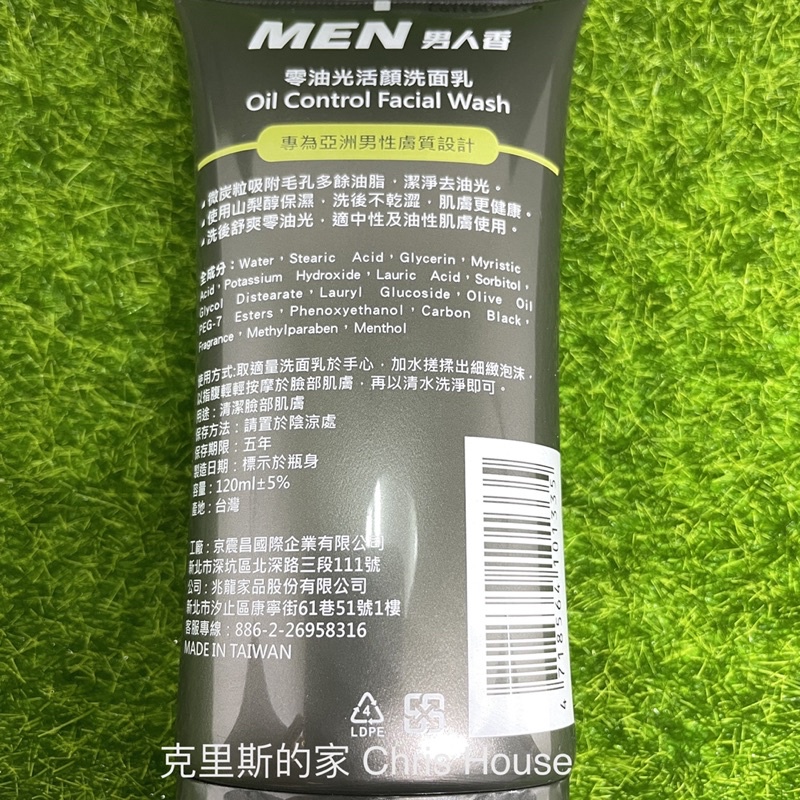 MEN 男人香
零油光活顏洗面乳
Oil Control Facial Wash
專為亞洲男性膚質設計
微炭粒吸附毛孔多餘油脂，潔淨去油光。
使用山梨醇保濕，洗後不乾澀，肌膚更健康。
洗後舒爽零油光，適中性及油性肌膚使用。
全成分：Water，Stearic Acid，Glycerin，Myristic
Acid，Potassium Hydroxide，Lauric Acid，Sorbitol，
Glycol Distearate，Lauryl Glucoside，Olive Oil
PEG-7 Esters，Phenoxyethanol，Carbon Black，
Fragrance，Methylparaben，Menthol
使用方式:取適量洗面乳於手心，加水搓揉出細緻泡沫，
以指腹輕輕按摩於臉部肌膚，再以清水洗淨即可。
用途：清潔臉部肌膚
保存方法：請置於陰涼處
保存期限：五年
製造日期：標示於瓶身
容量：120ml±5%
產地：台灣
工廠：京震昌國際企業有限公司
新北市深坑區北深路三段111號
公司：兆龍家品股份有限公司
新北市汐止區康寧街61巷51號1樓
客服專線：886-2-26958316
MADE IN TAIWAN
4 718564 101335
4
LDPE
克里斯的家 Chris House